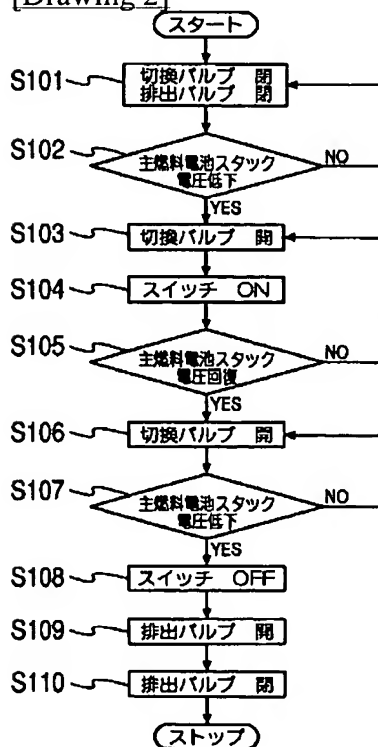 [Drawing 2]
スタート
S101 切換バルブ 閉
排出バルブ 閉
S102 主燃料電池スタック NO
電圧低下
YES
S103 切換バルブ 開
S104 スイッチ ON
S105 主燃料電池スタック NO
電圧回復
YES
S106 切換バルブ 開
S107 主燃料電池スタック NO
電圧低下
YES
S108 スイッチ OFF
S109 排出バルブ 開
S110 排出バルブ 閉
ストップ